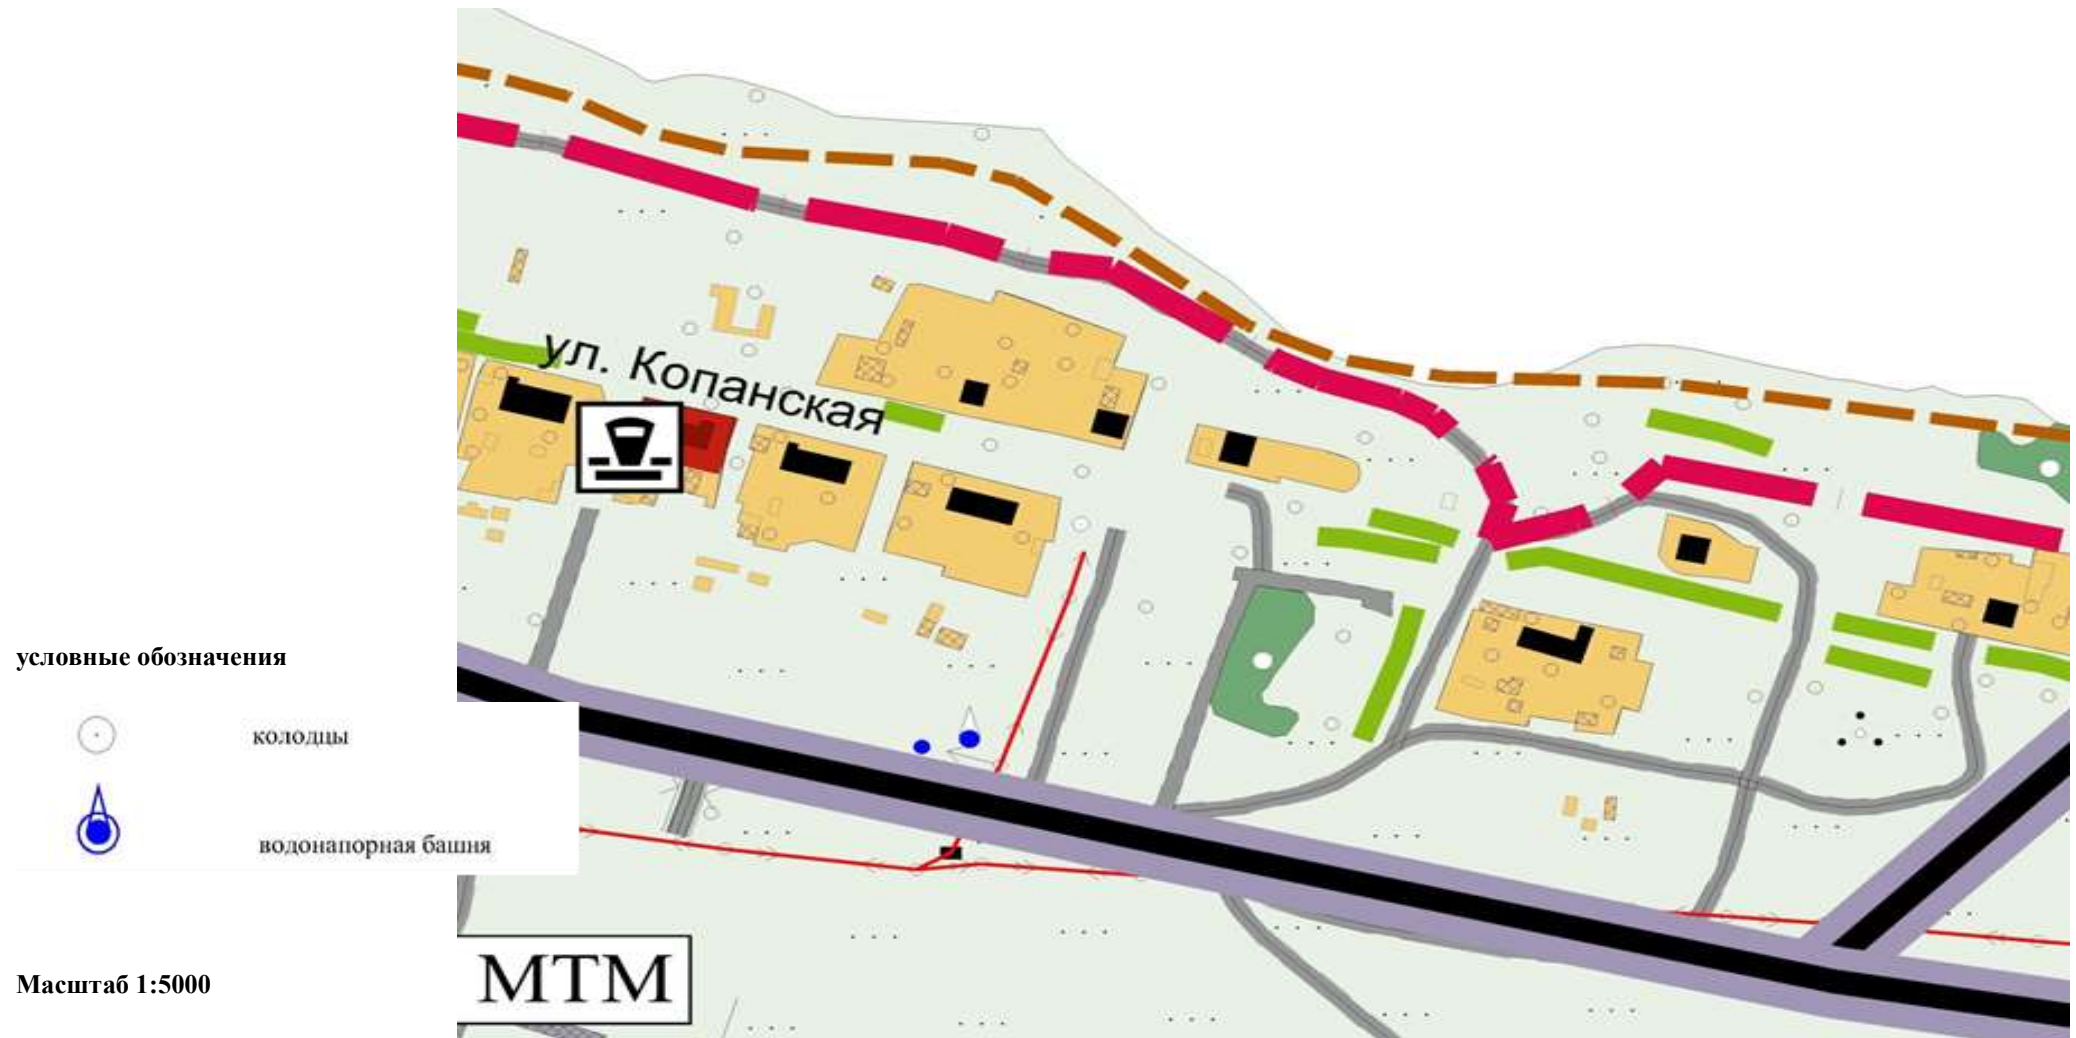 ул. Копанская
условные обозначения
колодцы
водонапорная башня
Масштаб 1:5000
МТМ